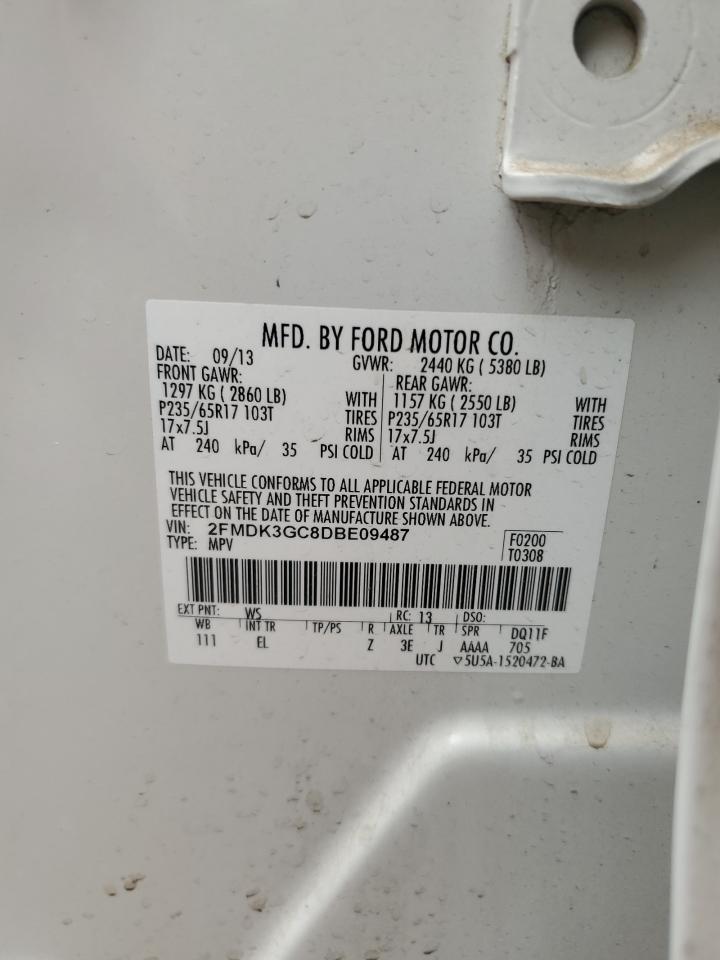 MFD. BY FORD MOTOR CO.
DATE: 09/13 GVWR: 2440 KG ( 5380 LB)
FRONT GAWR: REAR GAWR:
1297 KG ( 2860 LB) WITH 1157 KG ( 2550 LB) WITH
P235/65R17 103T TIRES P235/65R17 103T TIRES
17x7.5J RIMS 17x7.5J RIMS
AT 240 kPa/ 35 PSI COLD AT 240 kPa/ 35 PSI COLD
THIS VEHICLE CONFORMS TO ALL APPLICABLE FEDERAL MOTOR
VEHICLE SAFETY AND THEFT PREVENTION STANDARDS IN
EFFECT ON THE DATE OF MANUFACTURE SHOWN ABOVE.
VIN: 2FMDK3GC8DBE09487 F0200
TYPE: MPV T0308
EXT PNT: WS RC: 13 DSO:
WB INT TR TP/PS R AXLE TR SPR DQ11F
111 EL Z 3E J AAAA 705
UTC ▽5U5A-1520472-BA